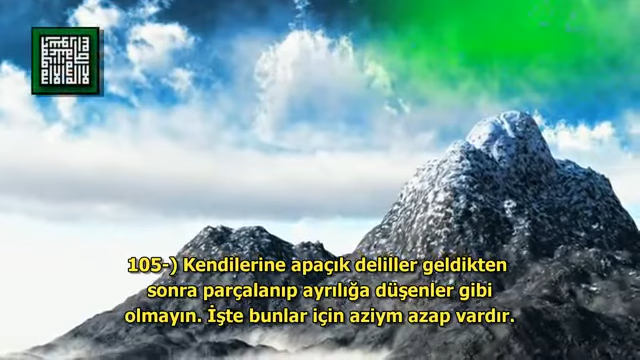 105-) Kendilerine apaçık deliller geldikten
sonra parçalanıp ayrılığa düşenler gibi
olmayın. İşte bunlar için aziym azap vardır.